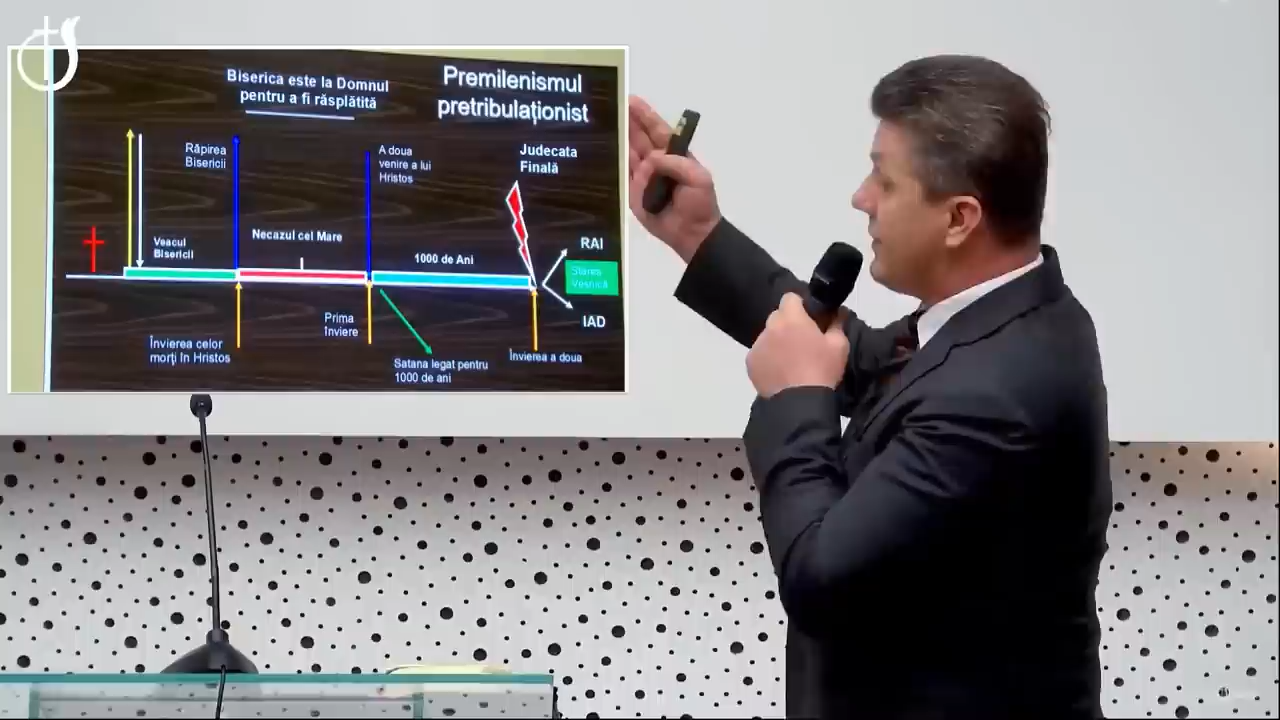 Biserica este la Domnul
pentru a fi răsplătită
Premilenismul
pretribulaționist
Răpirea
Bisericii
A doua
venire a lui
Hristos
Judecata
Finală
Veacul
Bisericii
Necazul cel Mare
1000 de Ani
RAI
Starea
Veșnică
IAD
Învierea celor
morți în Hristos
Prima
Înviere
Satana legat pentru
1000 de ani
Învierea a doua